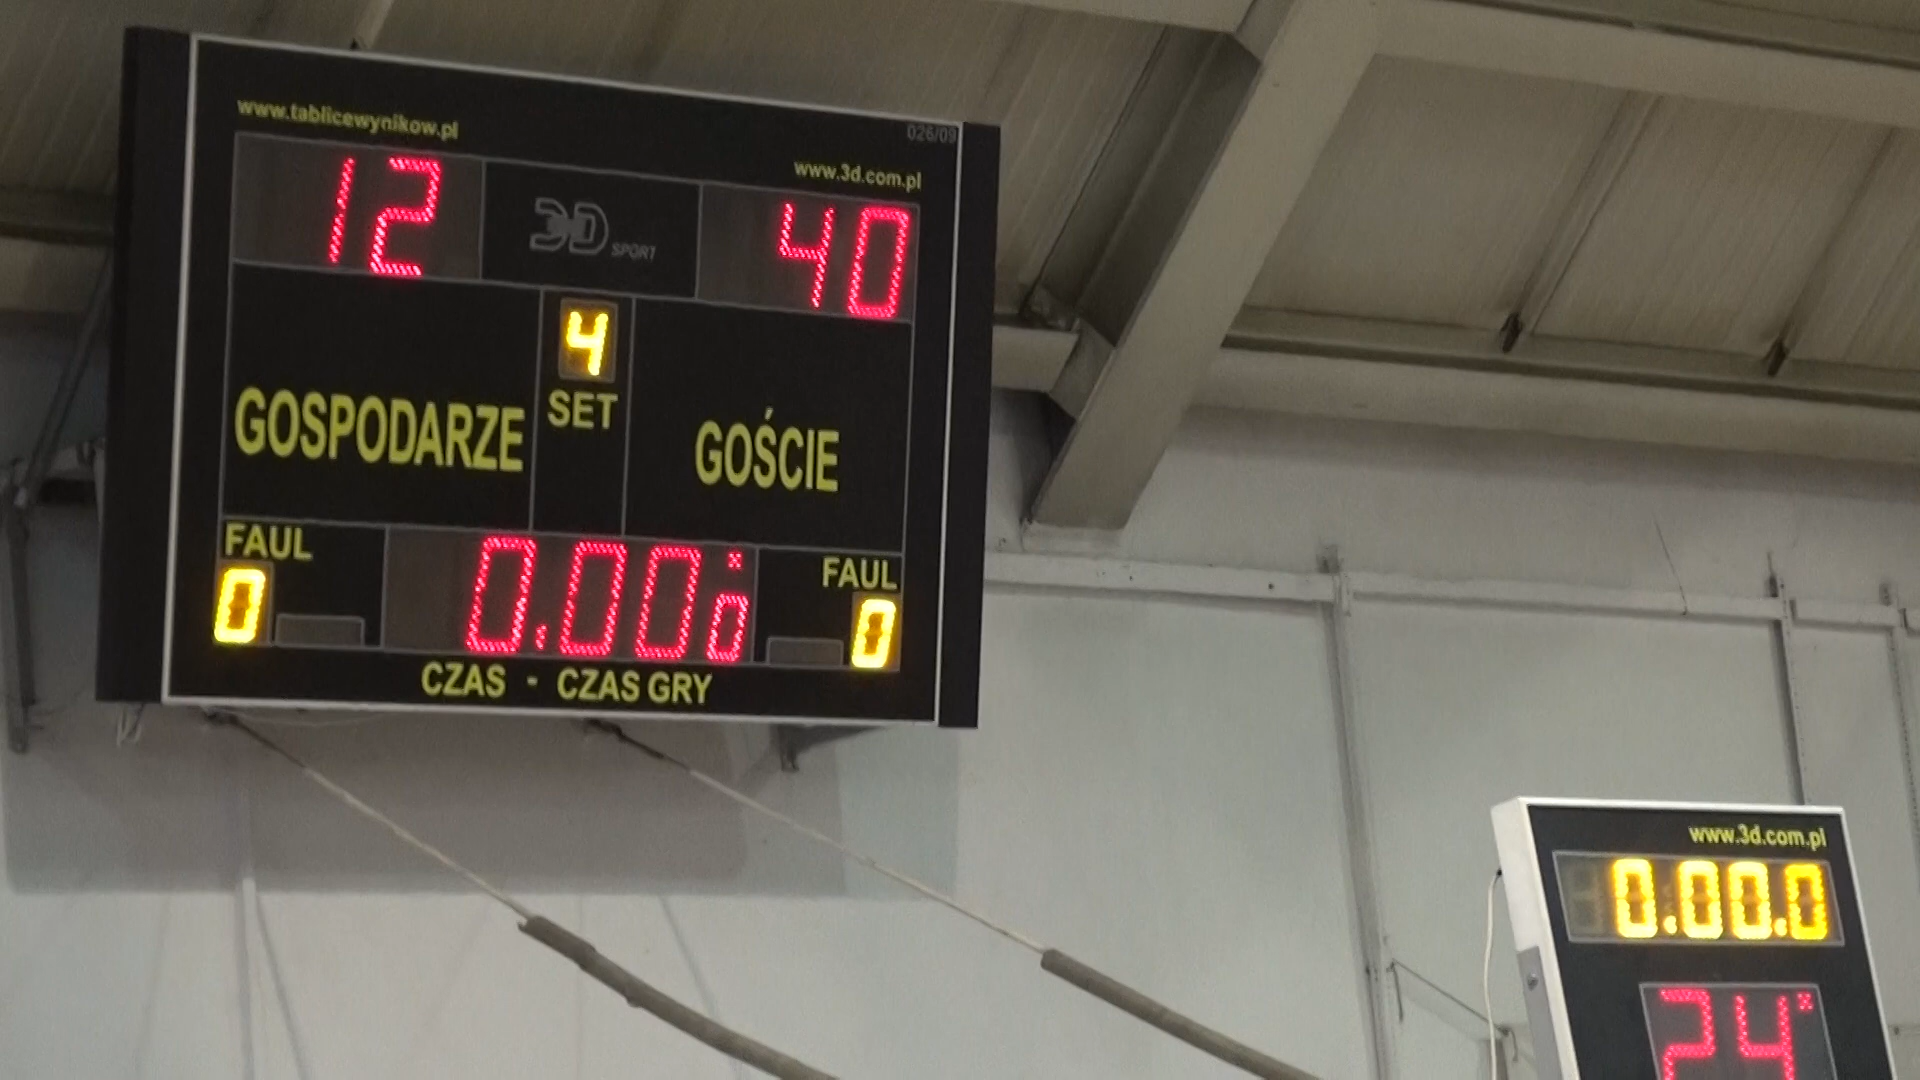 www.tablicewynikow.pl
026/09
www.3d.com.pl
12
3D SPORT
40
4
SET
GOSPODARZE
GOŚCIE
FAUL
FAUL
0
0.00.0
0
CZAS - CZAS GRY
www.3d.com.pl
0.00.0
24